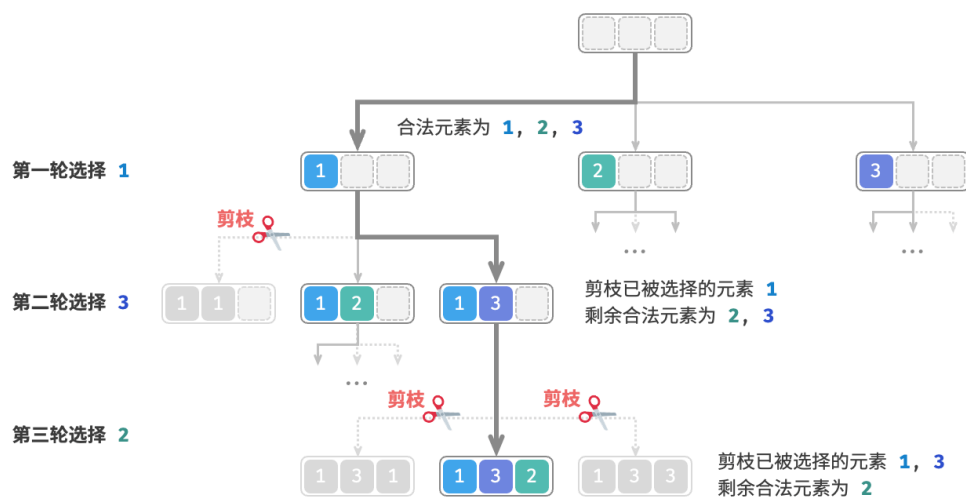 合法元素为 1, 2, 3
第一轮选择 1
1
2
3
剪枝
...
...
第二轮选择 3
1 1
1 2
1 3
剪枝已被选择的元素 1
剩余合法元素为 2, 3
...
剪枝
剪枝
第三轮选择 2
1 3 1
1 3 2
1 3 3
剪枝已被选择的元素 1, 3
剩余合法元素为 2